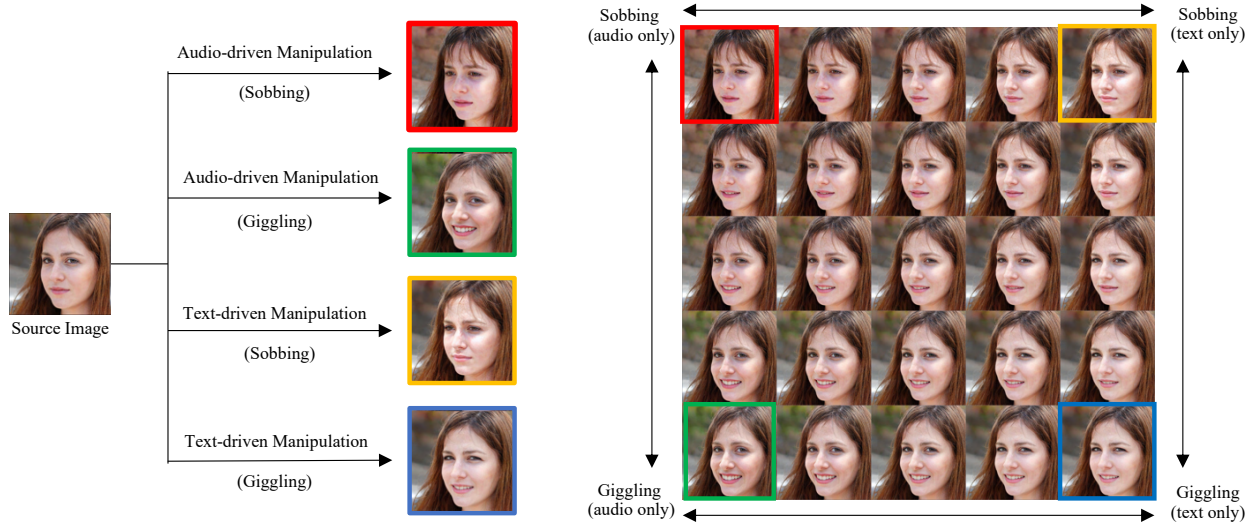 Audio-driven Manipulation
(Sobbing)
Audio-driven Manipulation
(Giggling)
Source Image
Text-driven Manipulation
(Sobbing)
Text-driven Manipulation
(Giggling)
Sobbing
(audio only)
Sobbing
(text only)
Giggling
(audio only)
Giggling
(text only)